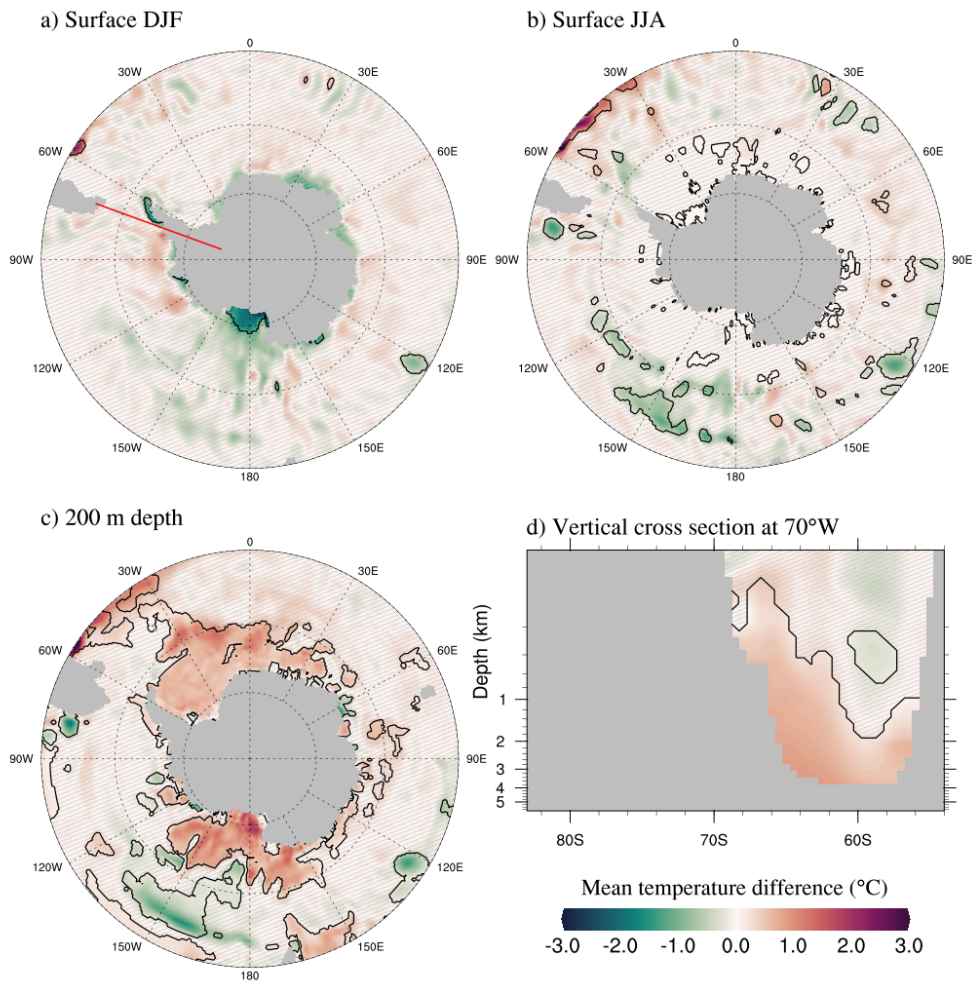 a) Surface DJF
0
30E
60E
90E
120E
150E
180
150W
120W
90W
60W
30W
b) Surface JJA
0
30E
60E
90E
120E
150E
180
150W
120W
90W
60W
30W
c) 200 m depth
0
30E
60E
90E
120E
150E
180
150W
120W
90W
60W
30W
d) Vertical cross section at 70°W
Depth (km)
1
2
3
4
5
80S 70S 60S
Mean temperature difference (°C)
-3.0 -2.0 -1.0 0.0 1.0 2.0 3.0